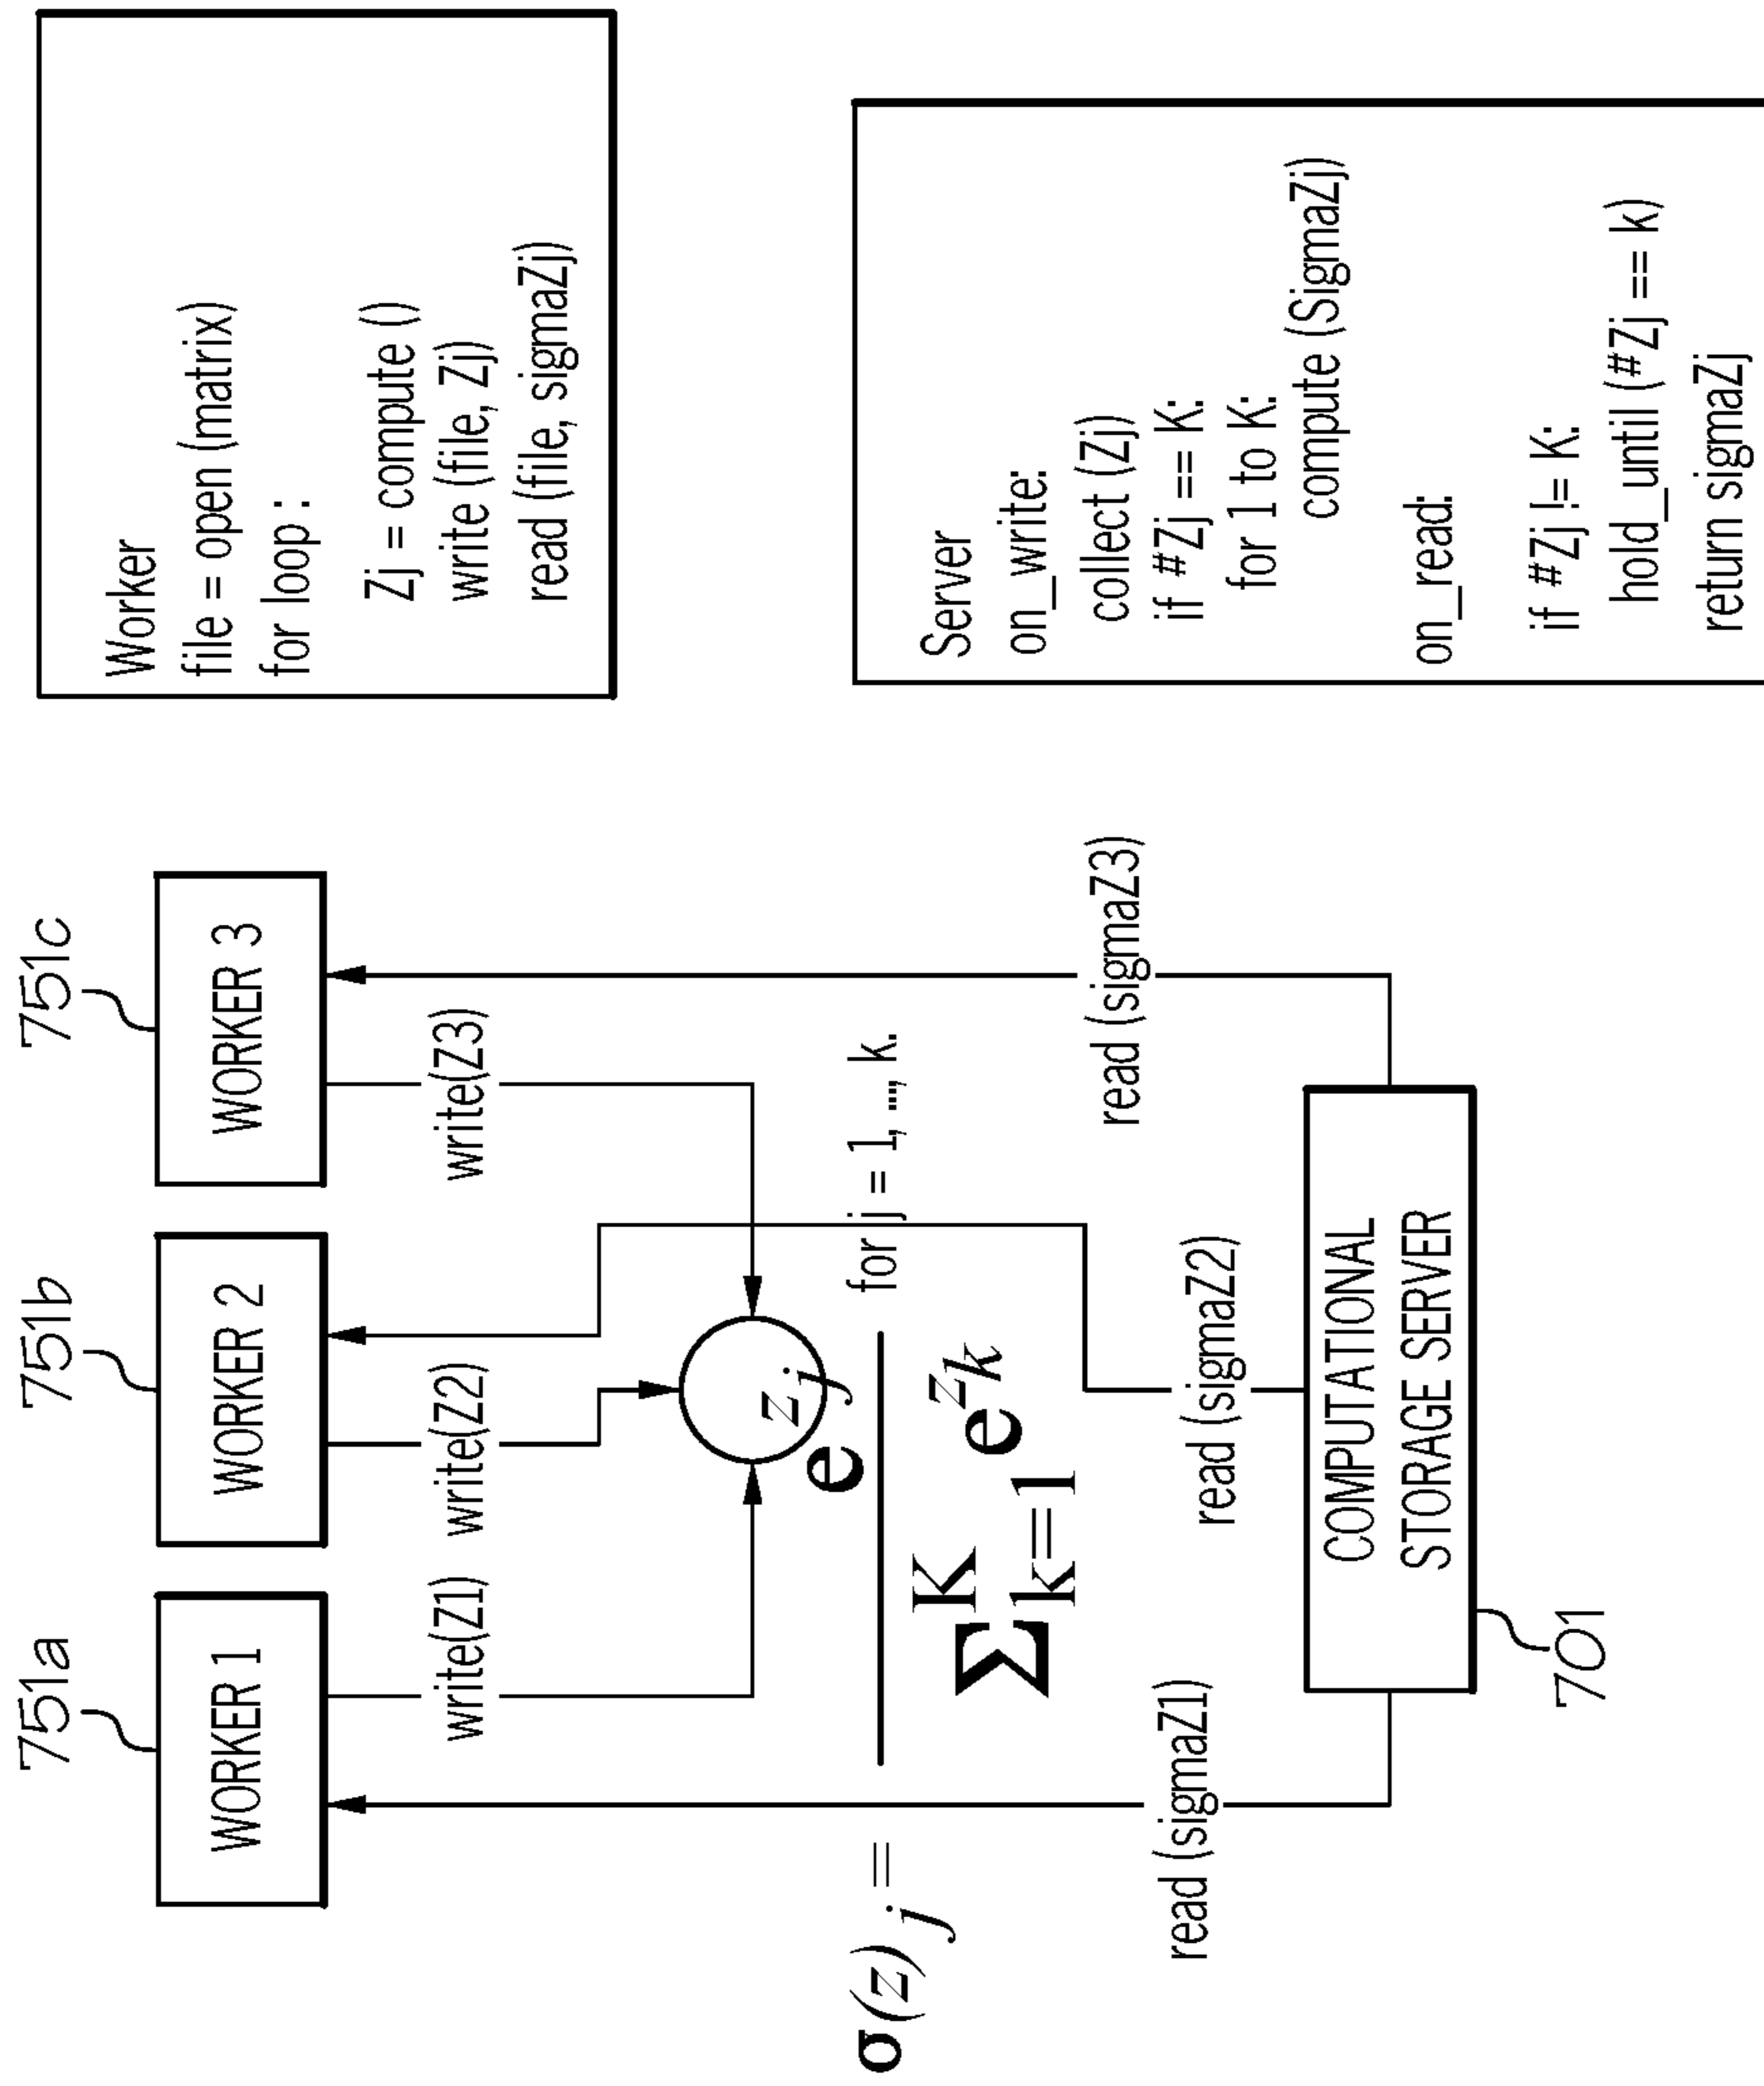 751a
751b
751c
WORKER 1
WORKER 2
WORKER 3
write(Z1)
write(Z2)
write(Z3)
σ(z)j = e^zj / Σ^K_k=1 e^zk
for j = 1, ..., k.
read (sigmaZ1)
read (sigmaZ2)
read (sigmaZ3)
COMPUTATIONAL
STORAGE SERVER
701
Worker
file = open (matrix)
for loop :
Zj = compute ()
write (file, Zj)
read (file, sigmaZj)
Server
on_write:
collect (Zj)
if #Zj == K:
for 1 to K:
compute (SigmaZj)
on_read:
if #Zj != K:
hold_until (#Zj == k)
return sigmaZj